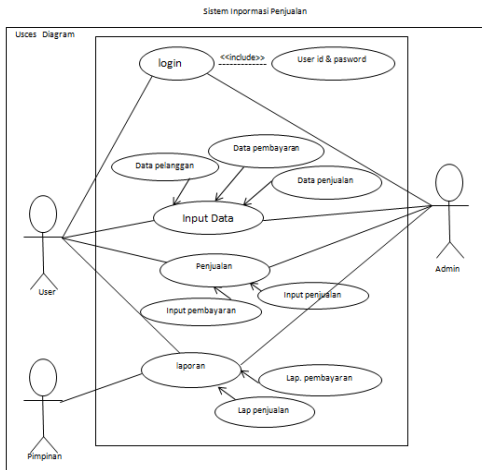 Sistem Inpormasi Penjualan
Usces Diagram
login
<<include>>
User id & pasword
Data pembayaran
Data pelanggan
Data penjualan
Input Data
User
Admin
Penjualan
Input penjualan
Input pembayaran
laporan
Lap. pembayaran
Lap penjualan
Pimpinan